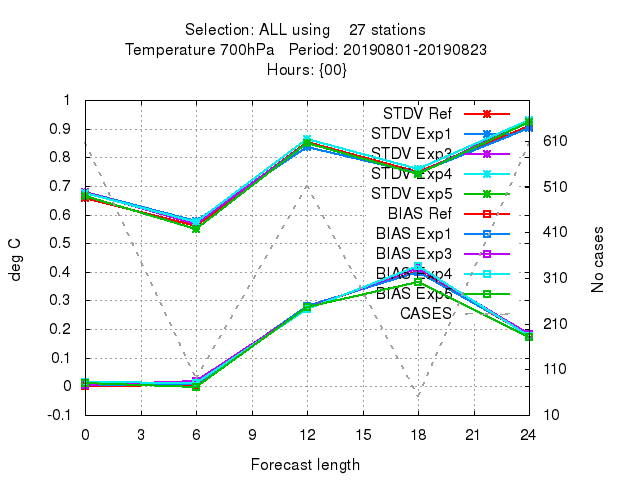 Selection: ALL using    27 stations
Temperature 700hPa   Period: 20190801-20190823
Hours: {00}
1
0.9
0.8
0.7
0.6
0.5
0.4
0.3
0.2
0.1
0
-0.1
deg C
STDV Ref
STDV Exp1
STDV Exp3
STDV Exp4
STDV Exp5
BIAS Ref
BIAS Exp1
BIAS Exp3
BIAS Exp4
BIAS Exp5
CASES
610
510
410
310
210
110
10
No cases
0 3 6 9 12 15 18 21 24
Forecast length